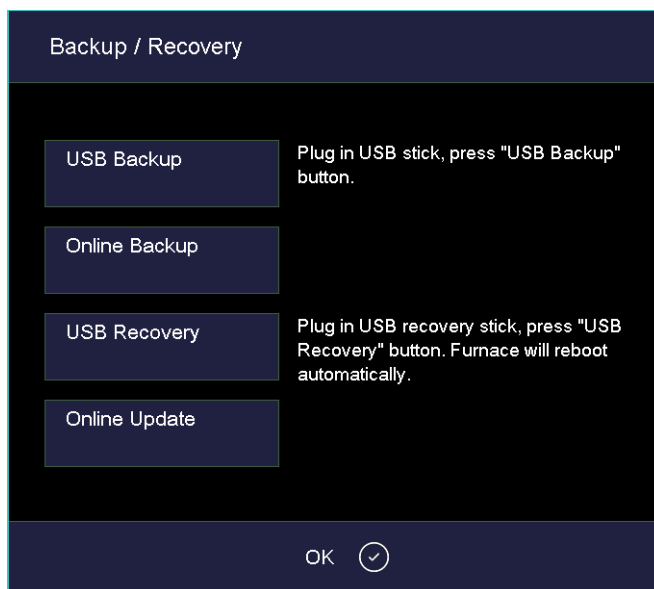 Backup / Recovery
USB Backup
Plug in USB stick, press "USB Backup"
button.
Online Backup
USB Recovery
Plug in USB recovery stick, press "USB
Recovery" button. Furnace will reboot
automatically.
Online Update
OK